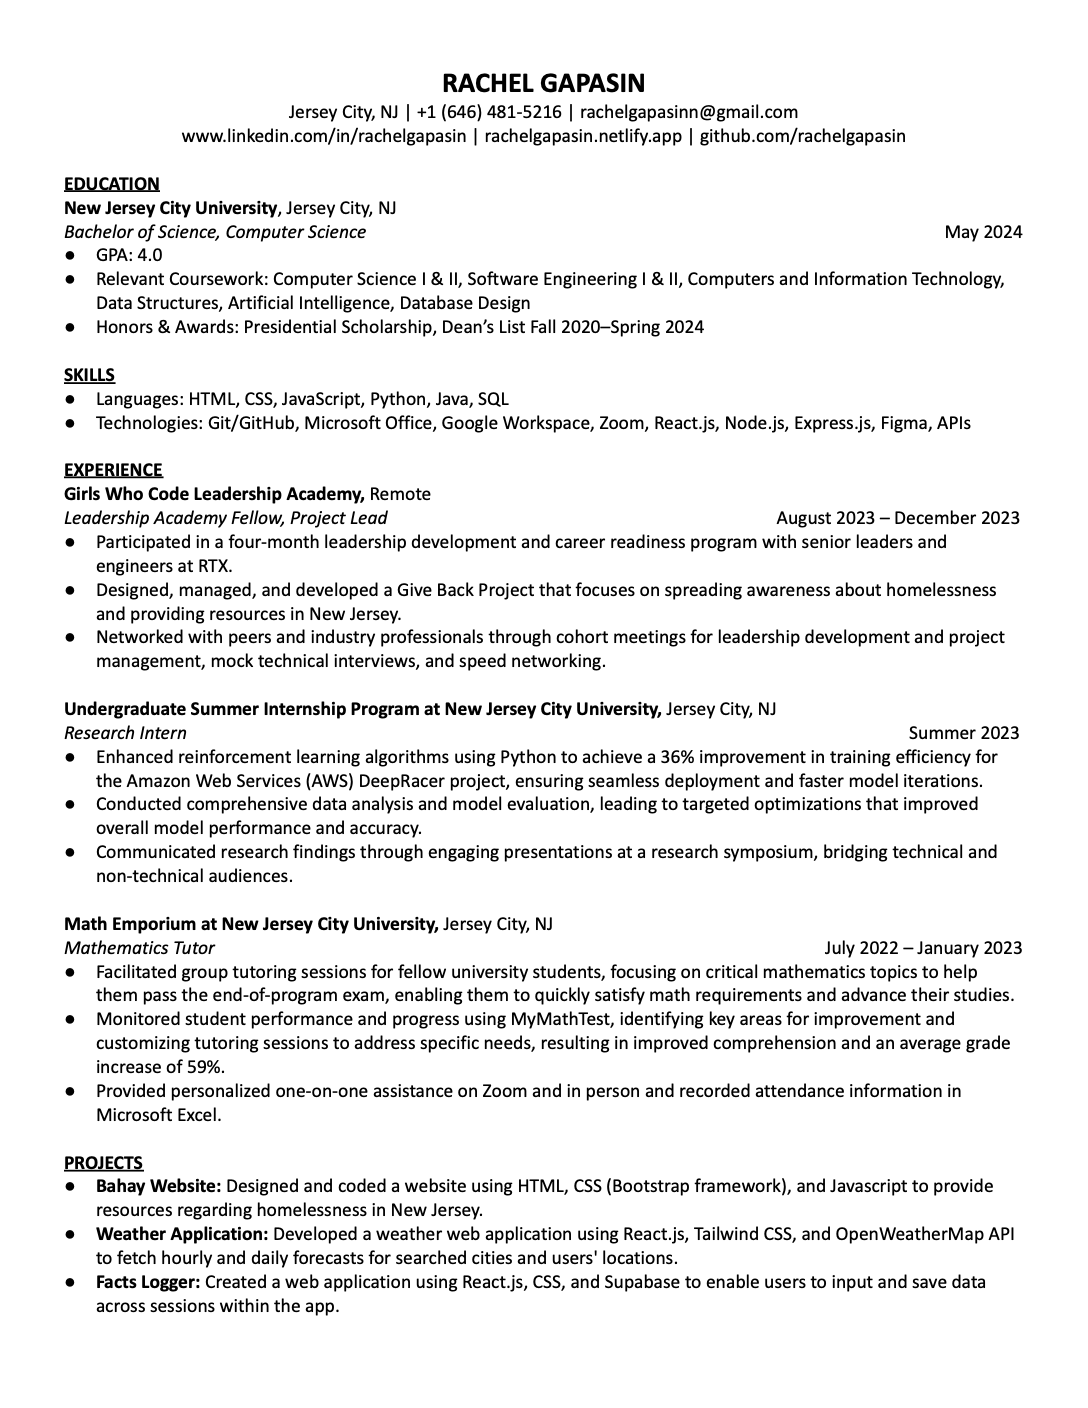 RACHEL GAPASIN
Jersey City, NJ | +1 (646) 481-5216 | rachelgapasinn@gmail.com
www.linkedin.com/in/rachelgapasin | rachelgapasin.netlify.app | github.com/rachelgapasin
EDUCATION
New Jersey City University, Jersey City, NJ
Bachelor of Science, Computer Science May 2024
● GPA: 4.0
● Relevant Coursework: Computer Science I & II, Software Engineering I & II, Computers and Information Technology,
Data Structures, Artificial Intelligence, Database Design
● Honors & Awards: Presidential Scholarship, Dean’s List Fall 2020–Spring 2024
SKILLS
● Languages: HTML, CSS, JavaScript, Python, Java, SQL
● Technologies: Git/GitHub, Microsoft Office, Google Workspace, Zoom, React.js, Node.js, Express.js, Figma, APIs
EXPERIENCE
Girls Who Code Leadership Academy, Remote
Leadership Academy Fellow, Project Lead August 2023 – December 2023
● Participated in a four-month leadership development and career readiness program with senior leaders and
engineers at RTX.
● Designed, managed, and developed a Give Back Project that focuses on spreading awareness about homelessness
and providing resources in New Jersey.
● Networked with peers and industry professionals through cohort meetings for leadership development and project
management, mock technical interviews, and speed networking.
Undergraduate Summer Internship Program at New Jersey City University, Jersey City, NJ
Research Intern Summer 2023
● Enhanced reinforcement learning algorithms using Python to achieve a 36% improvement in training efficiency for
the Amazon Web Services (AWS) DeepRacer project, ensuring seamless deployment and faster model iterations.
● Conducted comprehensive data analysis and model evaluation, leading to targeted optimizations that improved
overall model performance and accuracy.
● Communicated research findings through engaging presentations at a research symposium, bridging technical and
non-technical audiences.
Math Emporium at New Jersey City University, Jersey City, NJ
Mathematics Tutor July 2022 – January 2023
● Facilitated group tutoring sessions for fellow university students, focusing on critical mathematics topics to help
them pass the end-of-program exam, enabling them to quickly satisfy math requirements and advance their studies.
● Monitored student performance and progress using MyMathTest, identifying key areas for improvement and
customizing tutoring sessions to address specific needs, resulting in improved comprehension and an average grade
increase of 59%.
● Provided personalized one-on-one assistance on Zoom and in person and recorded attendance information in
Microsoft Excel.
PROJECTS
● Bahay Website: Designed and coded a website using HTML, CSS (Bootstrap framework), and Javascript to provide
resources regarding homelessness in New Jersey.
● Weather Application: Developed a weather web application using React.js, Tailwind CSS, and OpenWeatherMap API
to fetch hourly and daily forecasts for searched cities and users' locations.
● Facts Logger: Created a web application using React.js, CSS, and Supabase to enable users to input and save data
across sessions within the app.